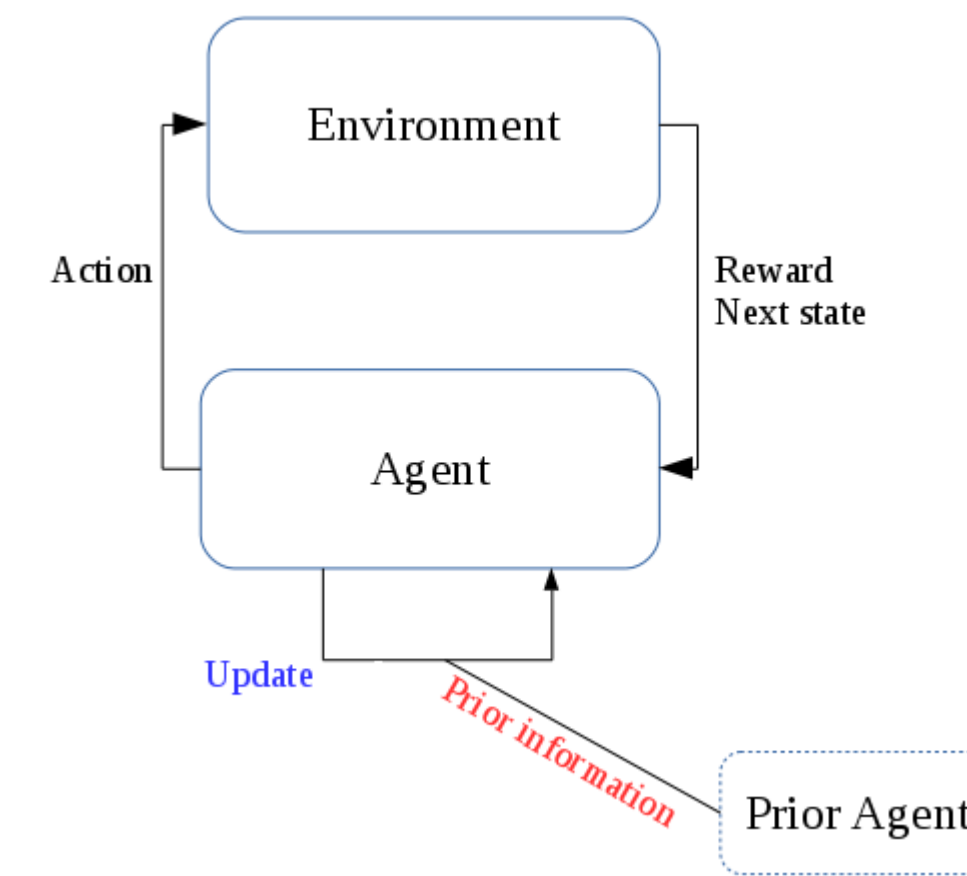 Environment
Action
Reward
Next state
Agent
Update
Prior information
Prior Agent